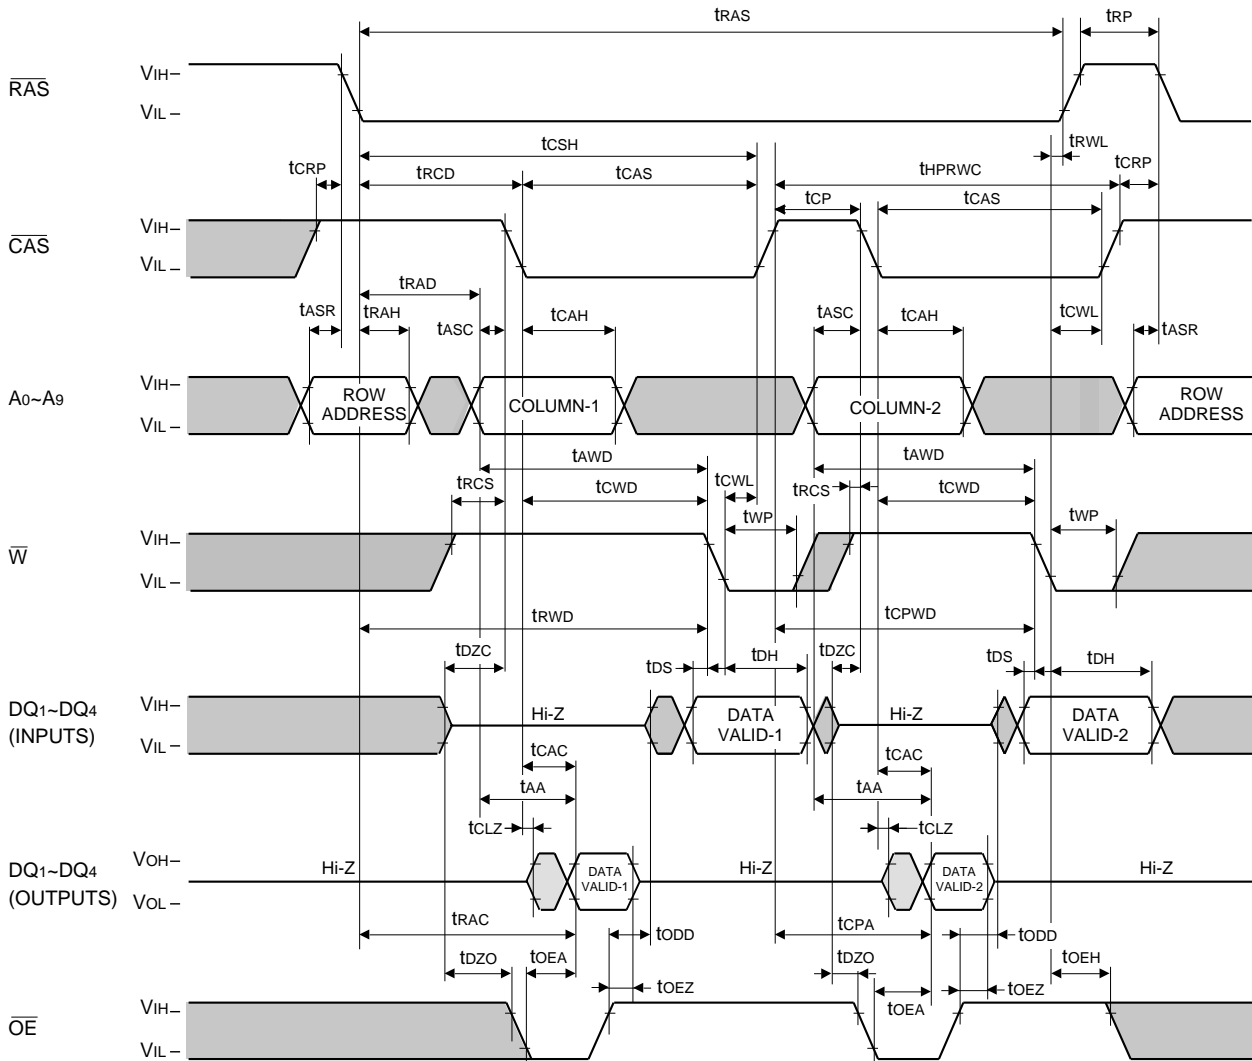 tRAS tRP
RAS VIH–
VIL –
tCSH tRWL
tCRP tRCD tCAS tHPRWC tCRP
tCP tCAS
CAS VIH–
VIL –
tRAD
tASR tRAH tASC tCAH tASC tCAH tCWL tASR
A0~A9 VIH–
VIL –
ROW ADDRESS
COLUMN-1
COLUMN-2
ROW ADDRESS
tAWD tAWD
tRCS tCWD tCWL tRCS tCWD
tWP tWP
W VIH–
VIL –
tRWD tCPWD
tDZC tDS tDH tDZC tDS tDH
DQ1~DQ4
(INPUTS)
VIH–
VIL –
Hi-Z
DATA VALID-1
Hi-Z
DATA VALID-2
tCAC tCAC
tAA tAA
tCLZ tCLZ
DQ1~DQ4
(OUTPUTS)
VOH–
VOL –
Hi-Z
DATA VALID-1
Hi-Z
DATA VALID-2
Hi-Z
tRAC tODD tCPA tODD
tDZO tOEA tOEZ tDZO tOEA tOEZ tOEH
OE VIH–
VIL –